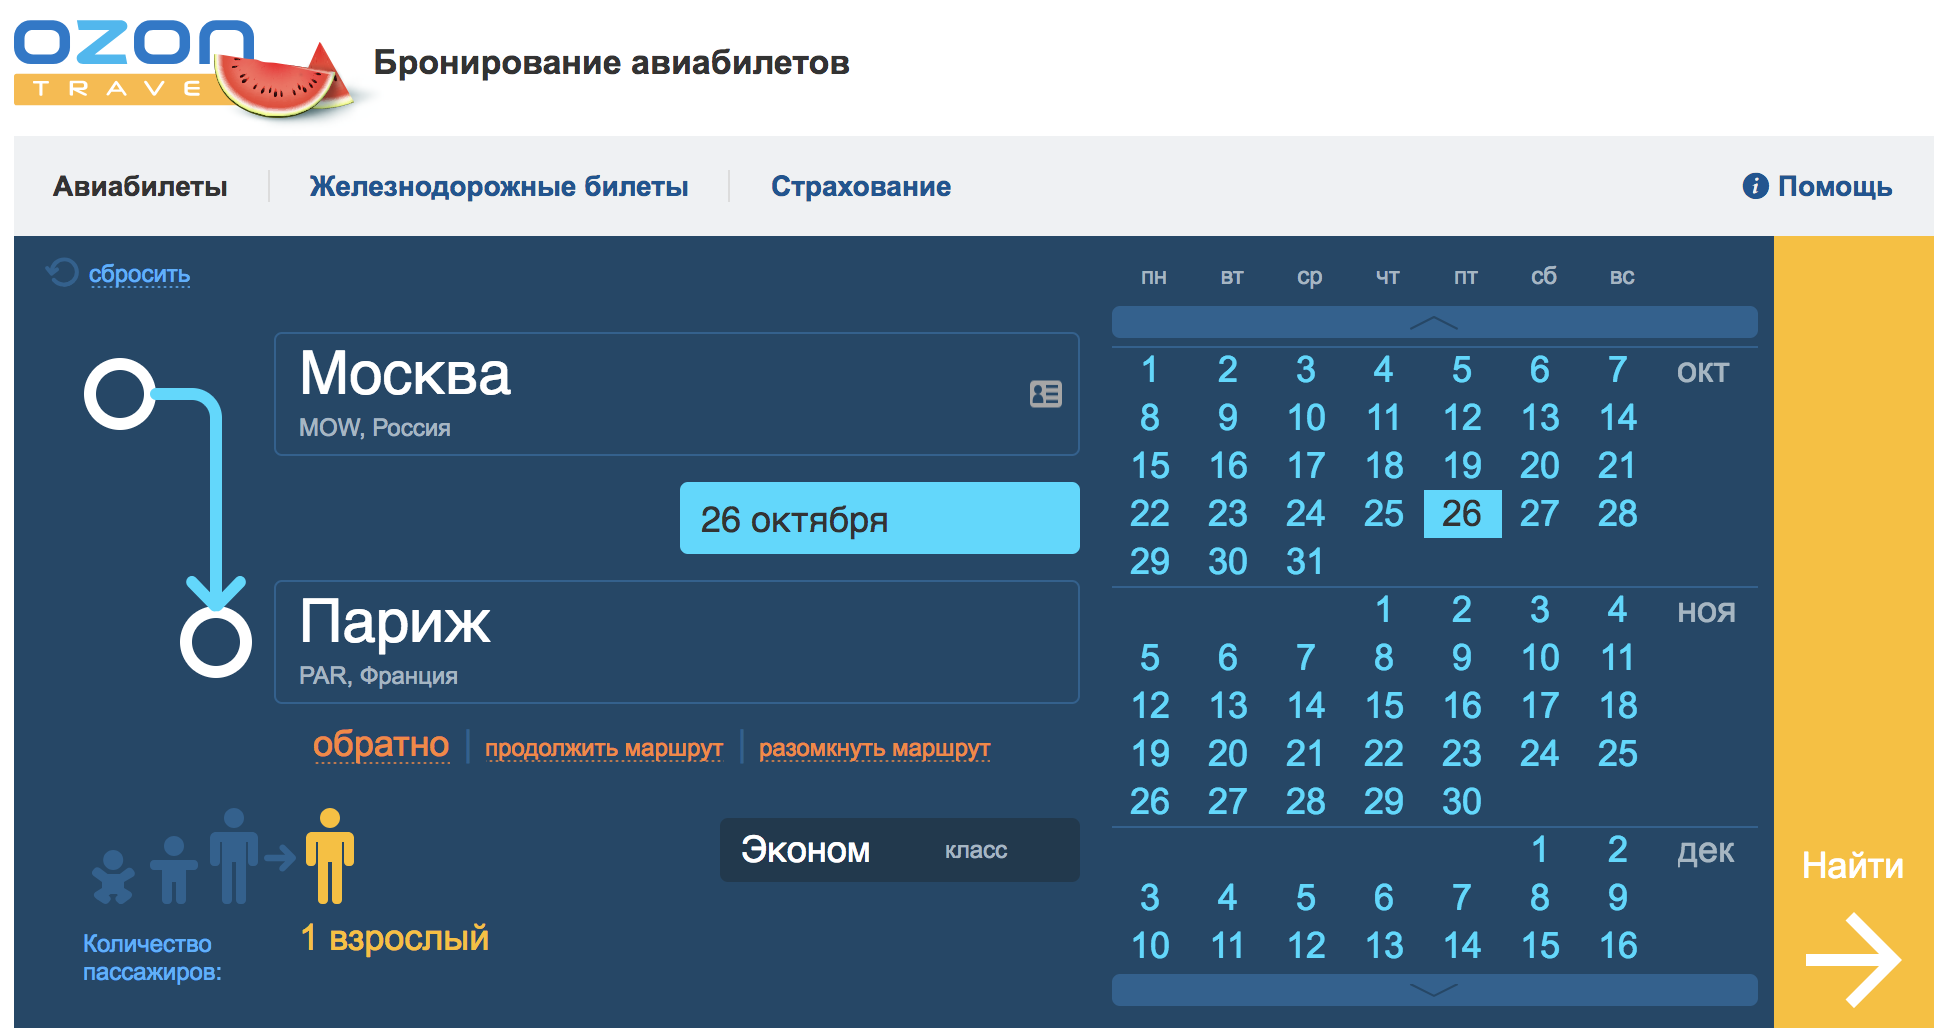 ozon
TRAVE
Бронирование авиабилетов
Авиабилеты
Железнодорожные билеты
Страхование
i Помощь
сбросить
Москва
MOW, Россия
26 октября
Париж
PAR, Франция
обратно
продолжить маршрут
разомкнуть маршрут
Количество
пассажиров:
1 взрослый
Эконом класс
пн вт ср чт пт сб вс
1 2 3 4 5 6 7 окт
8 9 10 11 12 13 14
15 16 17 18 19 20 21
22 23 24 25 26 27 28
29 30 31
1 2 3 4 ноя
5 6 7 8 9 10 11
12 13 14 15 16 17 18
19 20 21 22 23 24 25
26 27 28 29 30
1 2 дек
3 4 5 6 7 8 9
10 11 12 13 14 15 16
Найти